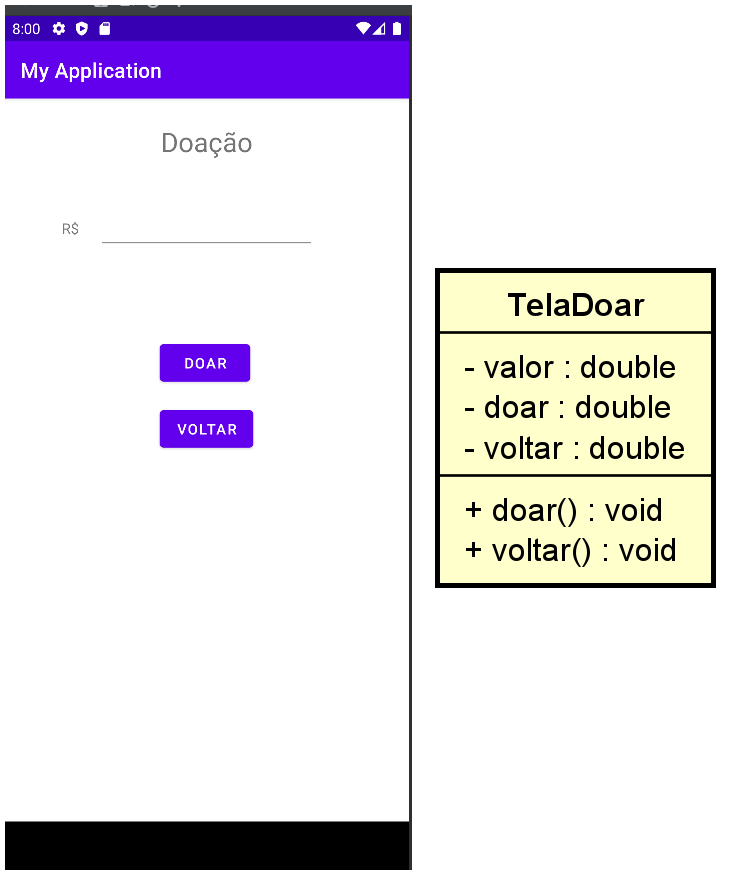 8:00
My Application
Doação
R$
DOAR
VOLTAR
TelaDoar
- valor : double
- doar : double
- voltar : double
+ doar() : void
+ voltar() : void